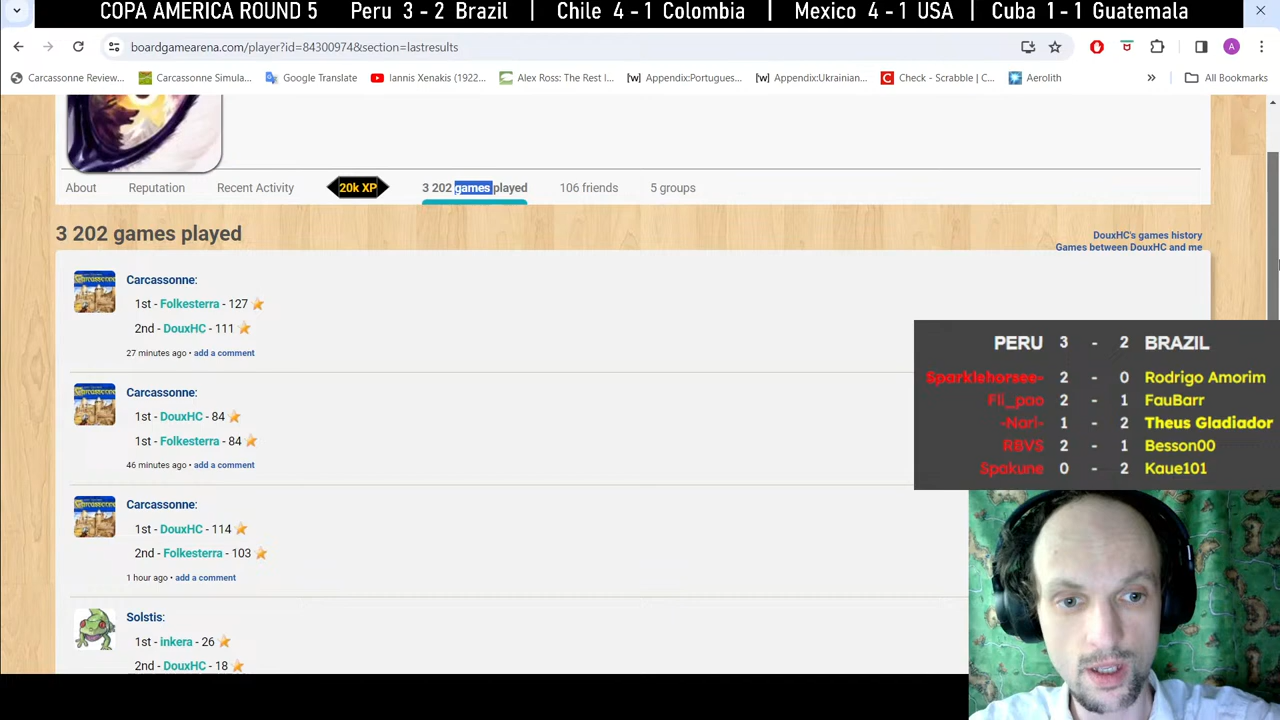 COPA AMERICA ROUND 5 Peru 3 - 2 Brazil | Chile 4 - 1 Colombia | Mexico 4 - 1 USA | Cuba 1 - 1 Guatemala
boardgamearena.com/player?id=84300974&section=lastresults
A
Carcassonne Review...
Carcassonne Simula...
Google Translate
Iannis Xenakis (1922...
Alex Ross: The Rest I...
[w] Appendix:Portugues...
[w] Appendix:Ukrainian...
Check - Scrabble | C...
Aerolith
»
All Bookmarks
About
Reputation
Recent Activity
20k XP
3 202 games played
106 friends
5 groups
3 202 games played
DouxHC's games history
Games between DouxHC and me
Carcassonne:
1st - Folkesterra - 127
2nd - DouxHC - 111
27 minutes ago • add a comment
Carcassonne:
1st - DouxHC - 84
1st - Folkesterra - 84
46 minutes ago • add a comment
Carcassonne:
1st - DouxHC - 114
2nd - Folkesterra - 103
1 hour ago • add a comment
Solstis:
1st - inkera - 26
2nd - DouxHC - 18
PERU 3 - 2 BRAZIL
Sparklehorsee- 2 - 0 Rodrigo Amorim
Fli_pao 2 - 1 FauBarr
-Nari- 1 - 2 Theus Gladiador
RBVS 2 - 1 Besson00
Spakune 0 - 2 Kaue101